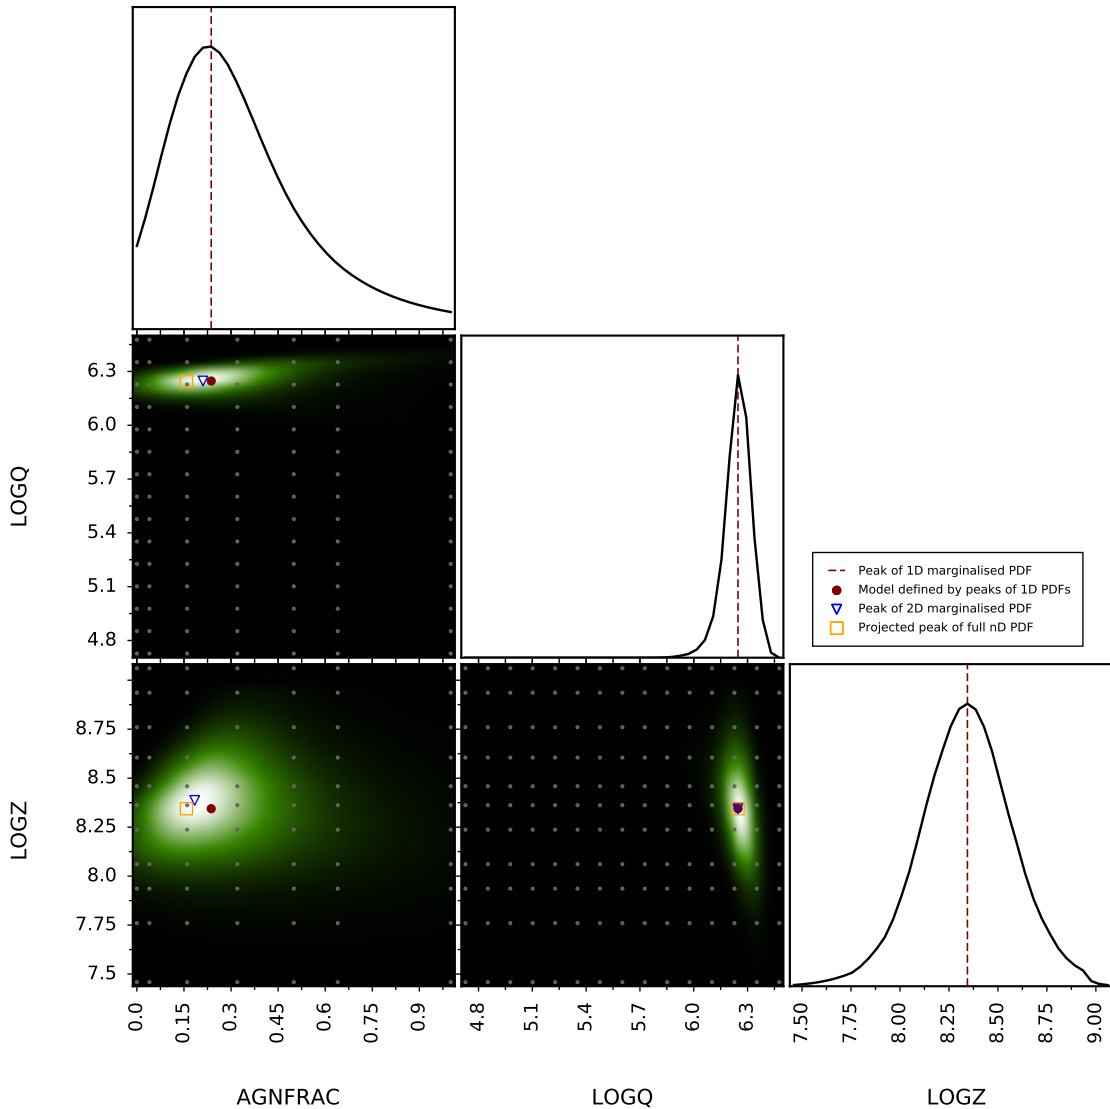 6.3
6.0
5.7
5.4
5.1
4.8
LOGQ
Peak of 1D marginalised PDF
Model defined by peaks of 1D PDFs
Peak of 2D marginalised PDF
Projected peak of full nD PDF
8.75
8.5
8.25
8.0
7.75
7.5
LOGZ
0.0 0.15 0.3 0.45 0.6 0.75 0.9
4.8 5.1 5.4 5.7 6.0 6.3
7.50 7.75 8.00 8.25 8.50 8.75 9.00
AGNFRAC
LOGQ
LOGZ